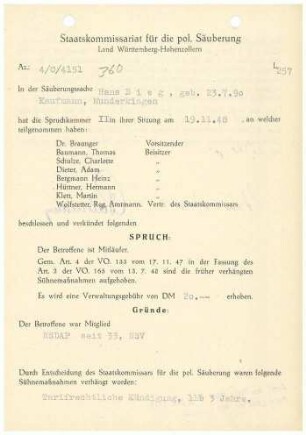 Staatskommissariat für die pol. Säuberung
Land Württemberg-Hohenzollern
Az.: 4/0/4151 360
L 257
In der Säuberungssache Hans Sieg, geb. 23.7.90
Kaufmann, Munderkingen
hat die Spruchkammer II in ihrer Sitzung am 19.11.48 an welcher
teilgenommen haben:
Dr. Braunger Vorsitzender
Baumann, Thomas Beisitzer
Schultz, Charlotte „
Dieter, Adam „
Bergmann Heinz „
Hüttner, Hermann „
Klett, Martin „
Reg. Amtmann. Vertr. des Staatskommissars
beschlossen und verkündet folgenden
SPRUCH:
Der Betroffene ist Mitläufer.
Gem. Art. 4 der VO. 133 vom 17. 11. 47 in der Fassung des
Art. 3 der VO. 165 vom 13. 7. 48 sind die früher verhängten
Sühnemaßnahmen aufgehoben.
Es wird eine Verwaltungsgebühr von DM 20.-- erhoben.
Gründe:
Der Betroffene war Mitglied
NSDAP seit 33, NSV
Durch Entscheidung des Staatskommissars für die pol. Säuberung waren folgende
Sühnemaßnahmen verhängt worden:
Tarifrechtliche Kündigung, 3 Jahre.